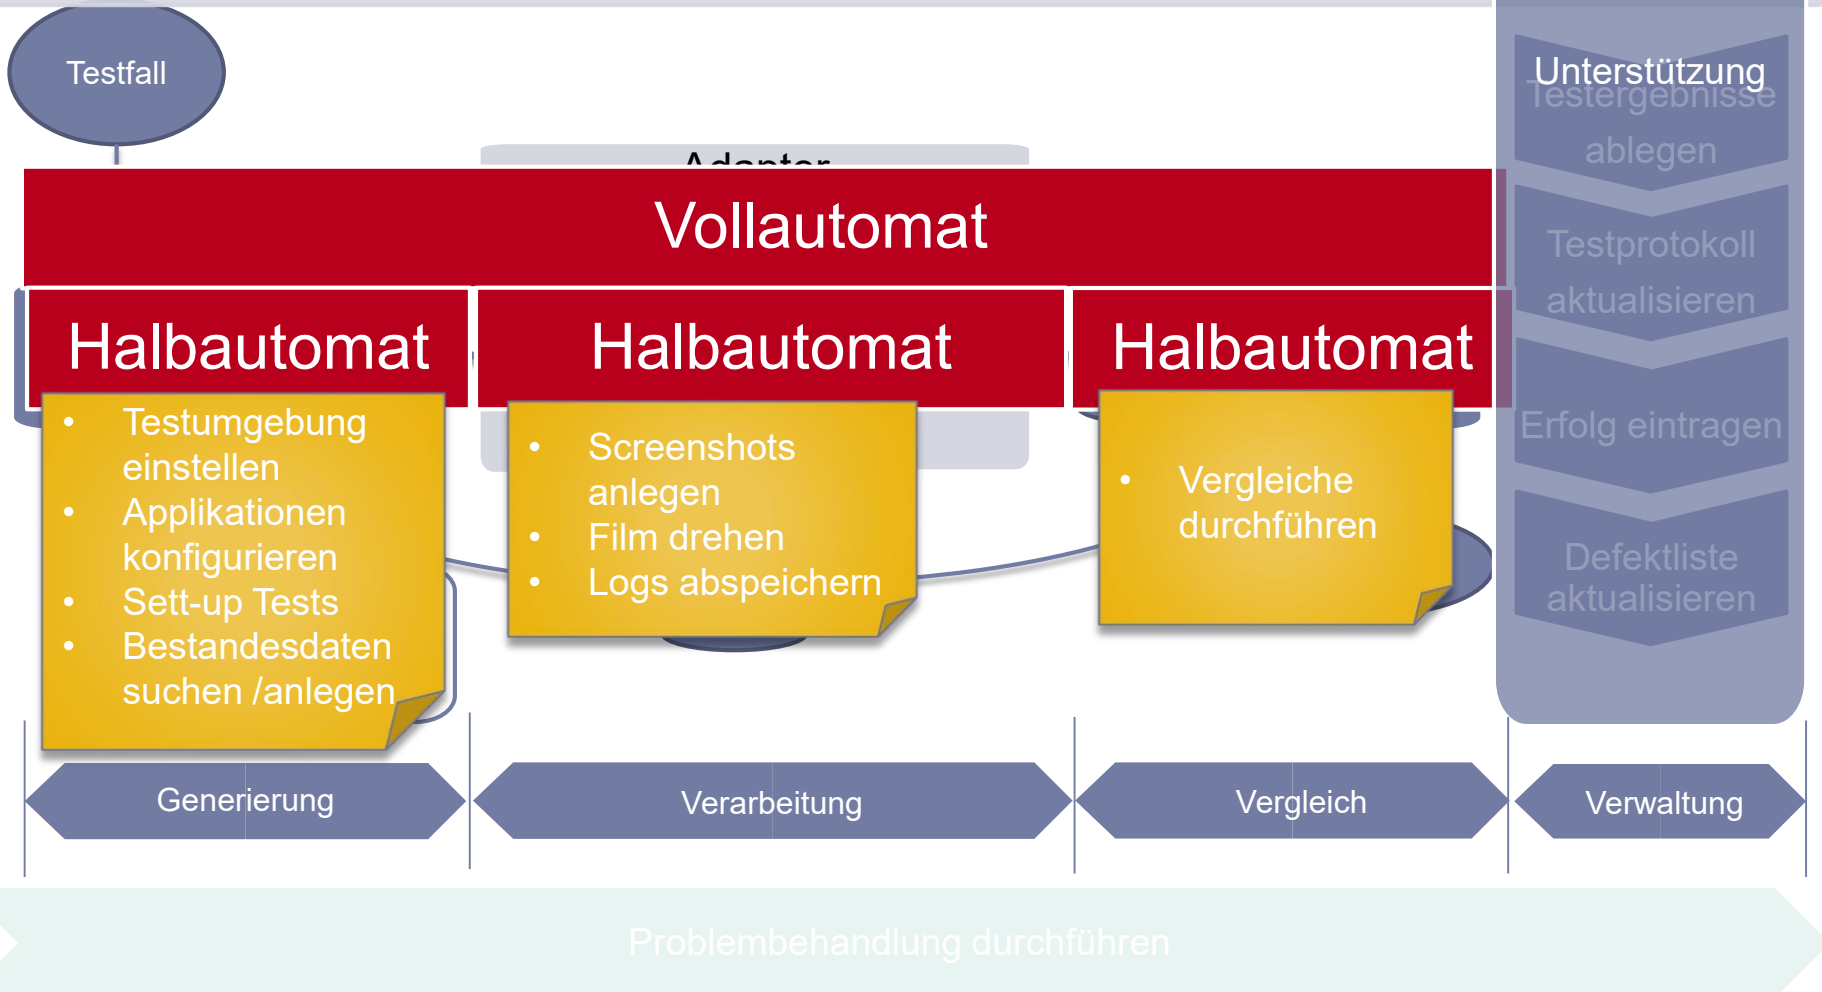 Testfall
Unterstützung
Testergebnisse
ablegen
Adapter
Vollautomat
Testprotokoll
aktualisieren
Halbautomat
Halbautomat
Halbautomat
• Testumgebung
einstellen
• Applikationen
konfigurieren
• Sett-up Tests
• Bestandesdaten
suchen /anlegen
• Screenshots
anlegen
• Film drehen
• Logs abspeichern
• Vergleiche
durchführen
Erfolg eintragen
Defektliste
aktualisieren
Generierung
Verarbeitung
Vergleich
Verwaltung
Problembehandlung durchführen